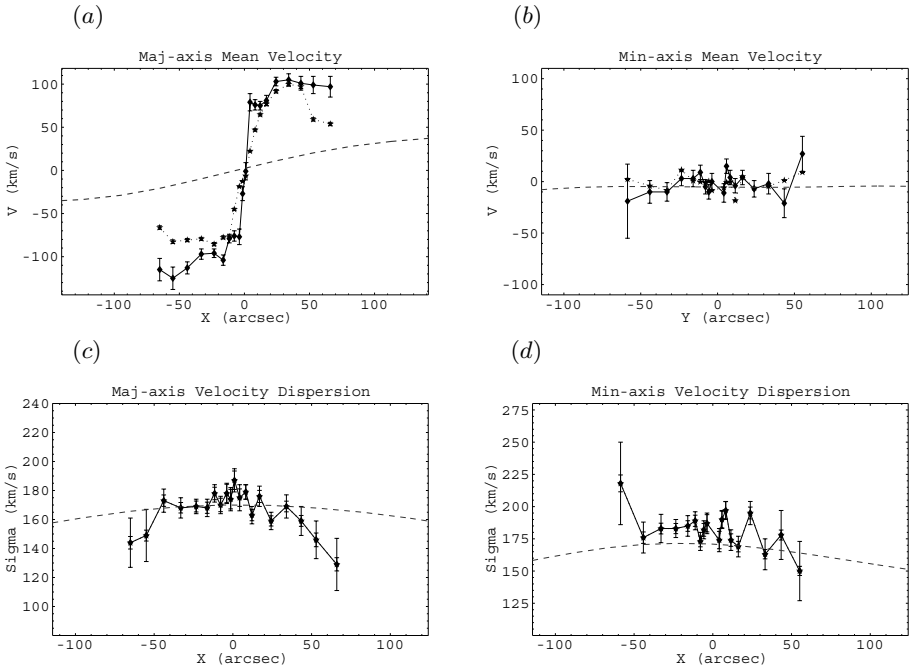 (a)
(b)
Maj-axis Mean Velocity
Min-axis Mean Velocity
V (km/s)
100
50
0
-50
-100
-100
-50
0
50
100
X (arcsec)
V (km/s)
100
50
0
-50
-100
-100
-50
0
50
100
Y (arcsec)
(c)
(d)
Maj-axis Velocity Dispersion
Min-axis Velocity Dispersion
Sigma (km/s)
240
220
200
180
160
140
120
100
-100
-50
0
50
100
X (arcsec)
Sigma (km/s)
275
250
225
200
175
150
125
-100
-50
0
50
100
X (arcsec)